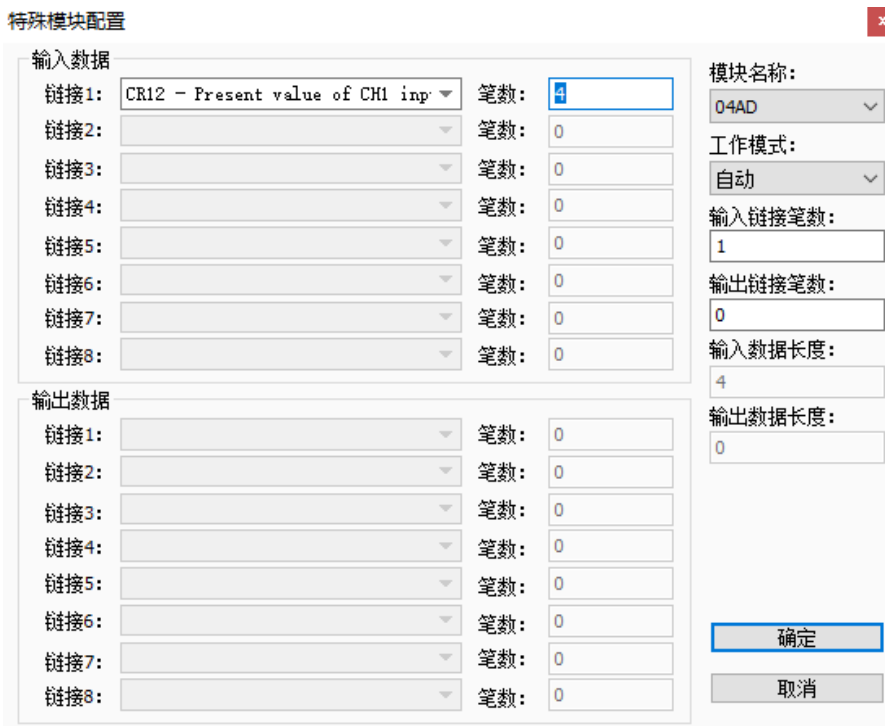 特殊模块配置
输入数据
链接1: CR12 - Present value of CH1 inp 笔数: 4
链接2: 笔数: 0
链接3: 笔数: 0
链接4: 笔数: 0
链接5: 笔数: 0
链接6: 笔数: 0
链接7: 笔数: 0
链接8: 笔数: 0
输出数据
链接1: 笔数: 0
链接2: 笔数: 0
链接3: 笔数: 0
链接4: 笔数: 0
链接5: 笔数: 0
链接6: 笔数: 0
链接7: 笔数: 0
链接8: 笔数: 0
模块名称:
04AD
工作模式:
自动
输入链接笔数:
1
输出链接笔数:
0
输入数据长度:
4
输出数据长度:
0
确定
取消